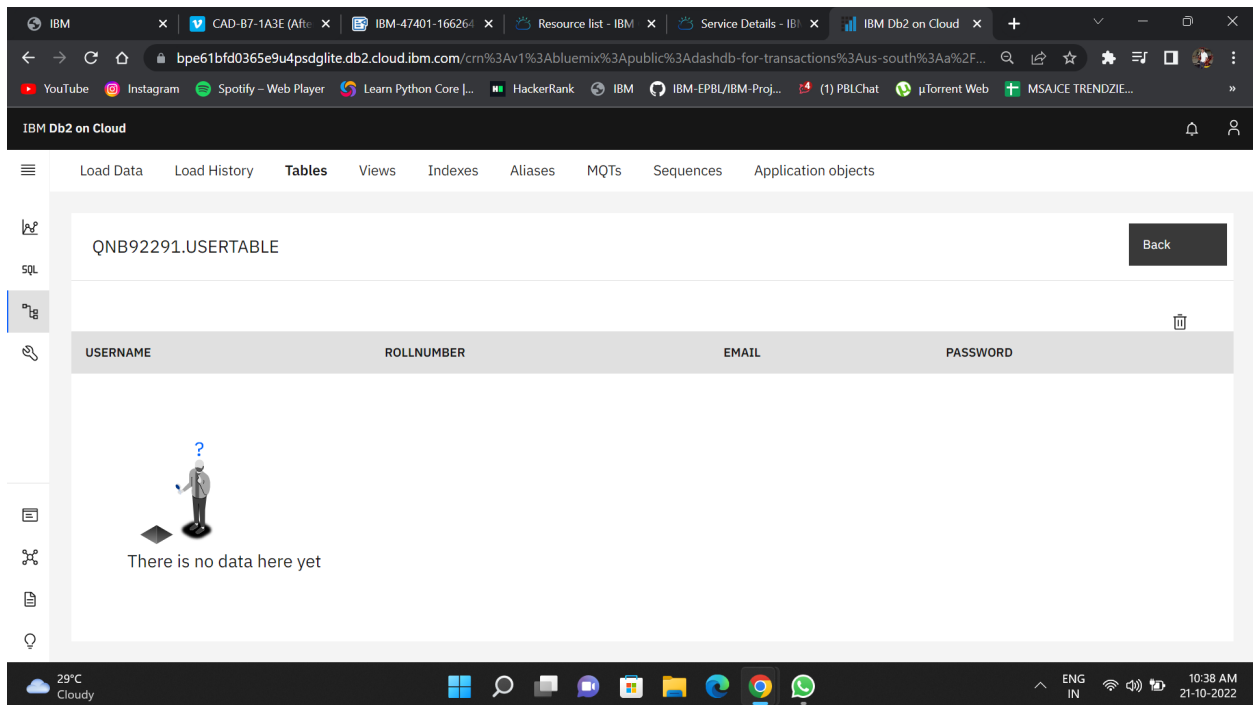 IBM
CAD-B7-1A3E (Afte
IBM-47401-166264
Resource list - IBM
Service Details - IBM
IBM Db2 on Cloud
bpe61bfd0365e9u4psdglite.db2.cloud.ibm.com/crn%3Av1%3Abluemix%3Apublic%3Adashdb-for-transactions%3Aus-south%3Aa%2F...
YouTube Instagram Spotify – Web Player Learn Python Core |... HackerRank IBM IBM-EPBL/IBM-Proj... (1) PBLChat µTorrent Web MSAJCE TRENDZIE... »
IBM Db2 on Cloud
Load Data Load History Tables Views Indexes Aliases MQTs Sequences Application objects
QNB92291.USERTABLE
Back
SQL
USERNAME ROLLNUMBER EMAIL PASSWORD
?
There is no data here yet
29°C
Cloudy
ENG
IN
10:38 AM
21-10-2022